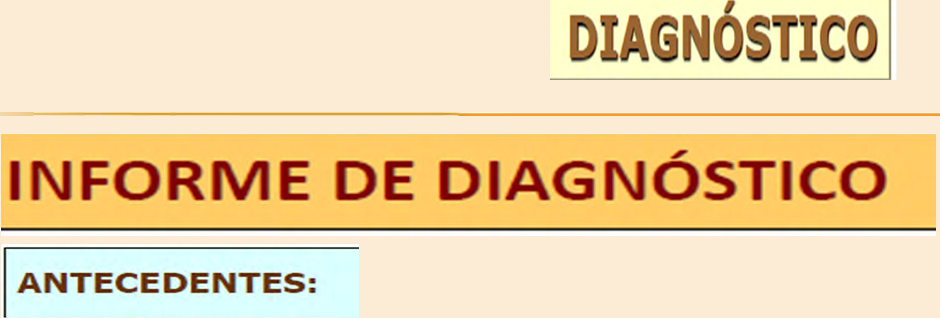 DIAGNÓSTICO
INFORME DE DIAGNÓSTICO
ANTECEDENTES: